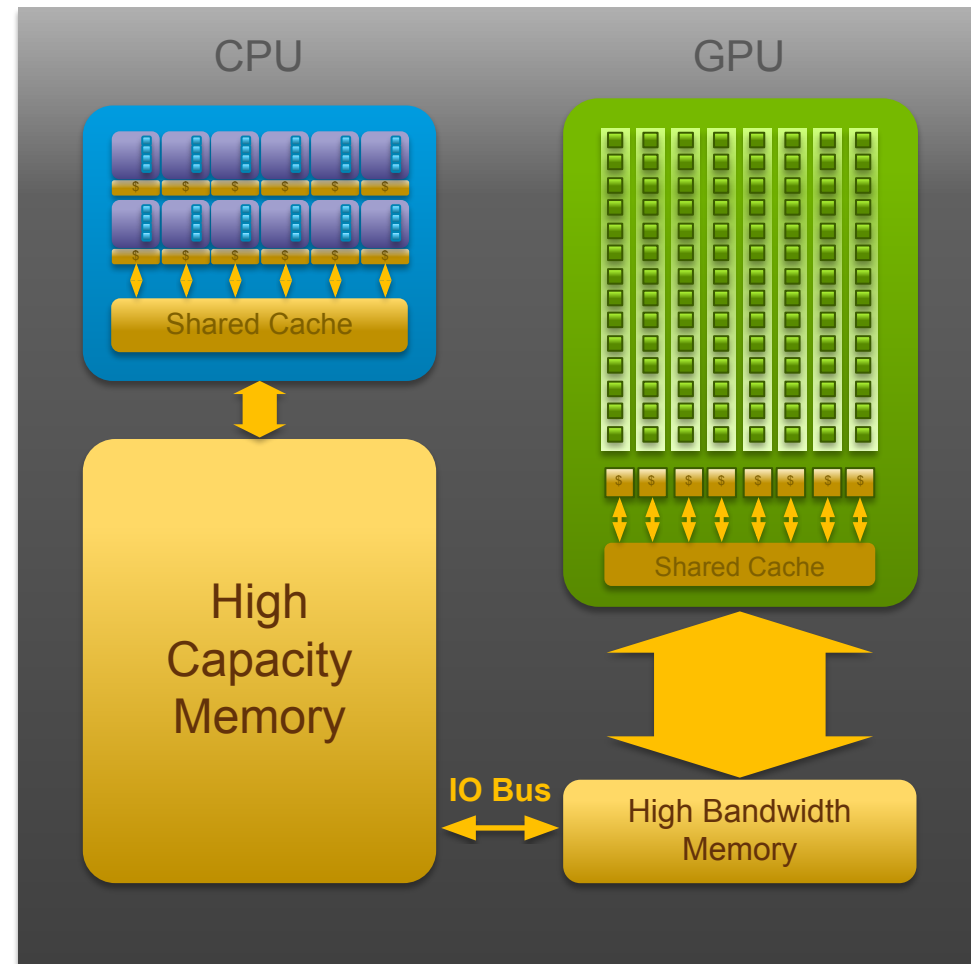 CPU
GPU
$ $ $ $ $ $
$ $ $ $ $ $
Shared Cache
$ $ $ $ $ $ $ $
Shared Cache
High
Capacity
Memory
IO Bus
High Bandwidth
Memory